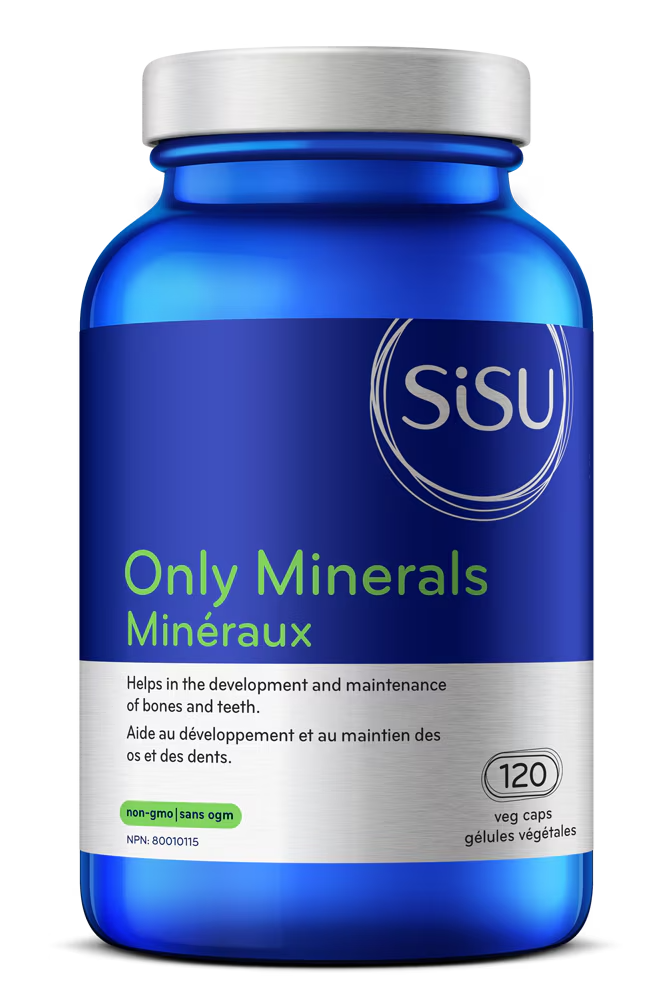 SiSU
Only Minerals
Minéraux
Helps in the development and maintenance
of bones and teeth.
Aide au développement et au maintien des
os et des dents.
non-gmo|sans ogm
NPN: 80010115
120
veg caps
gélules végétales